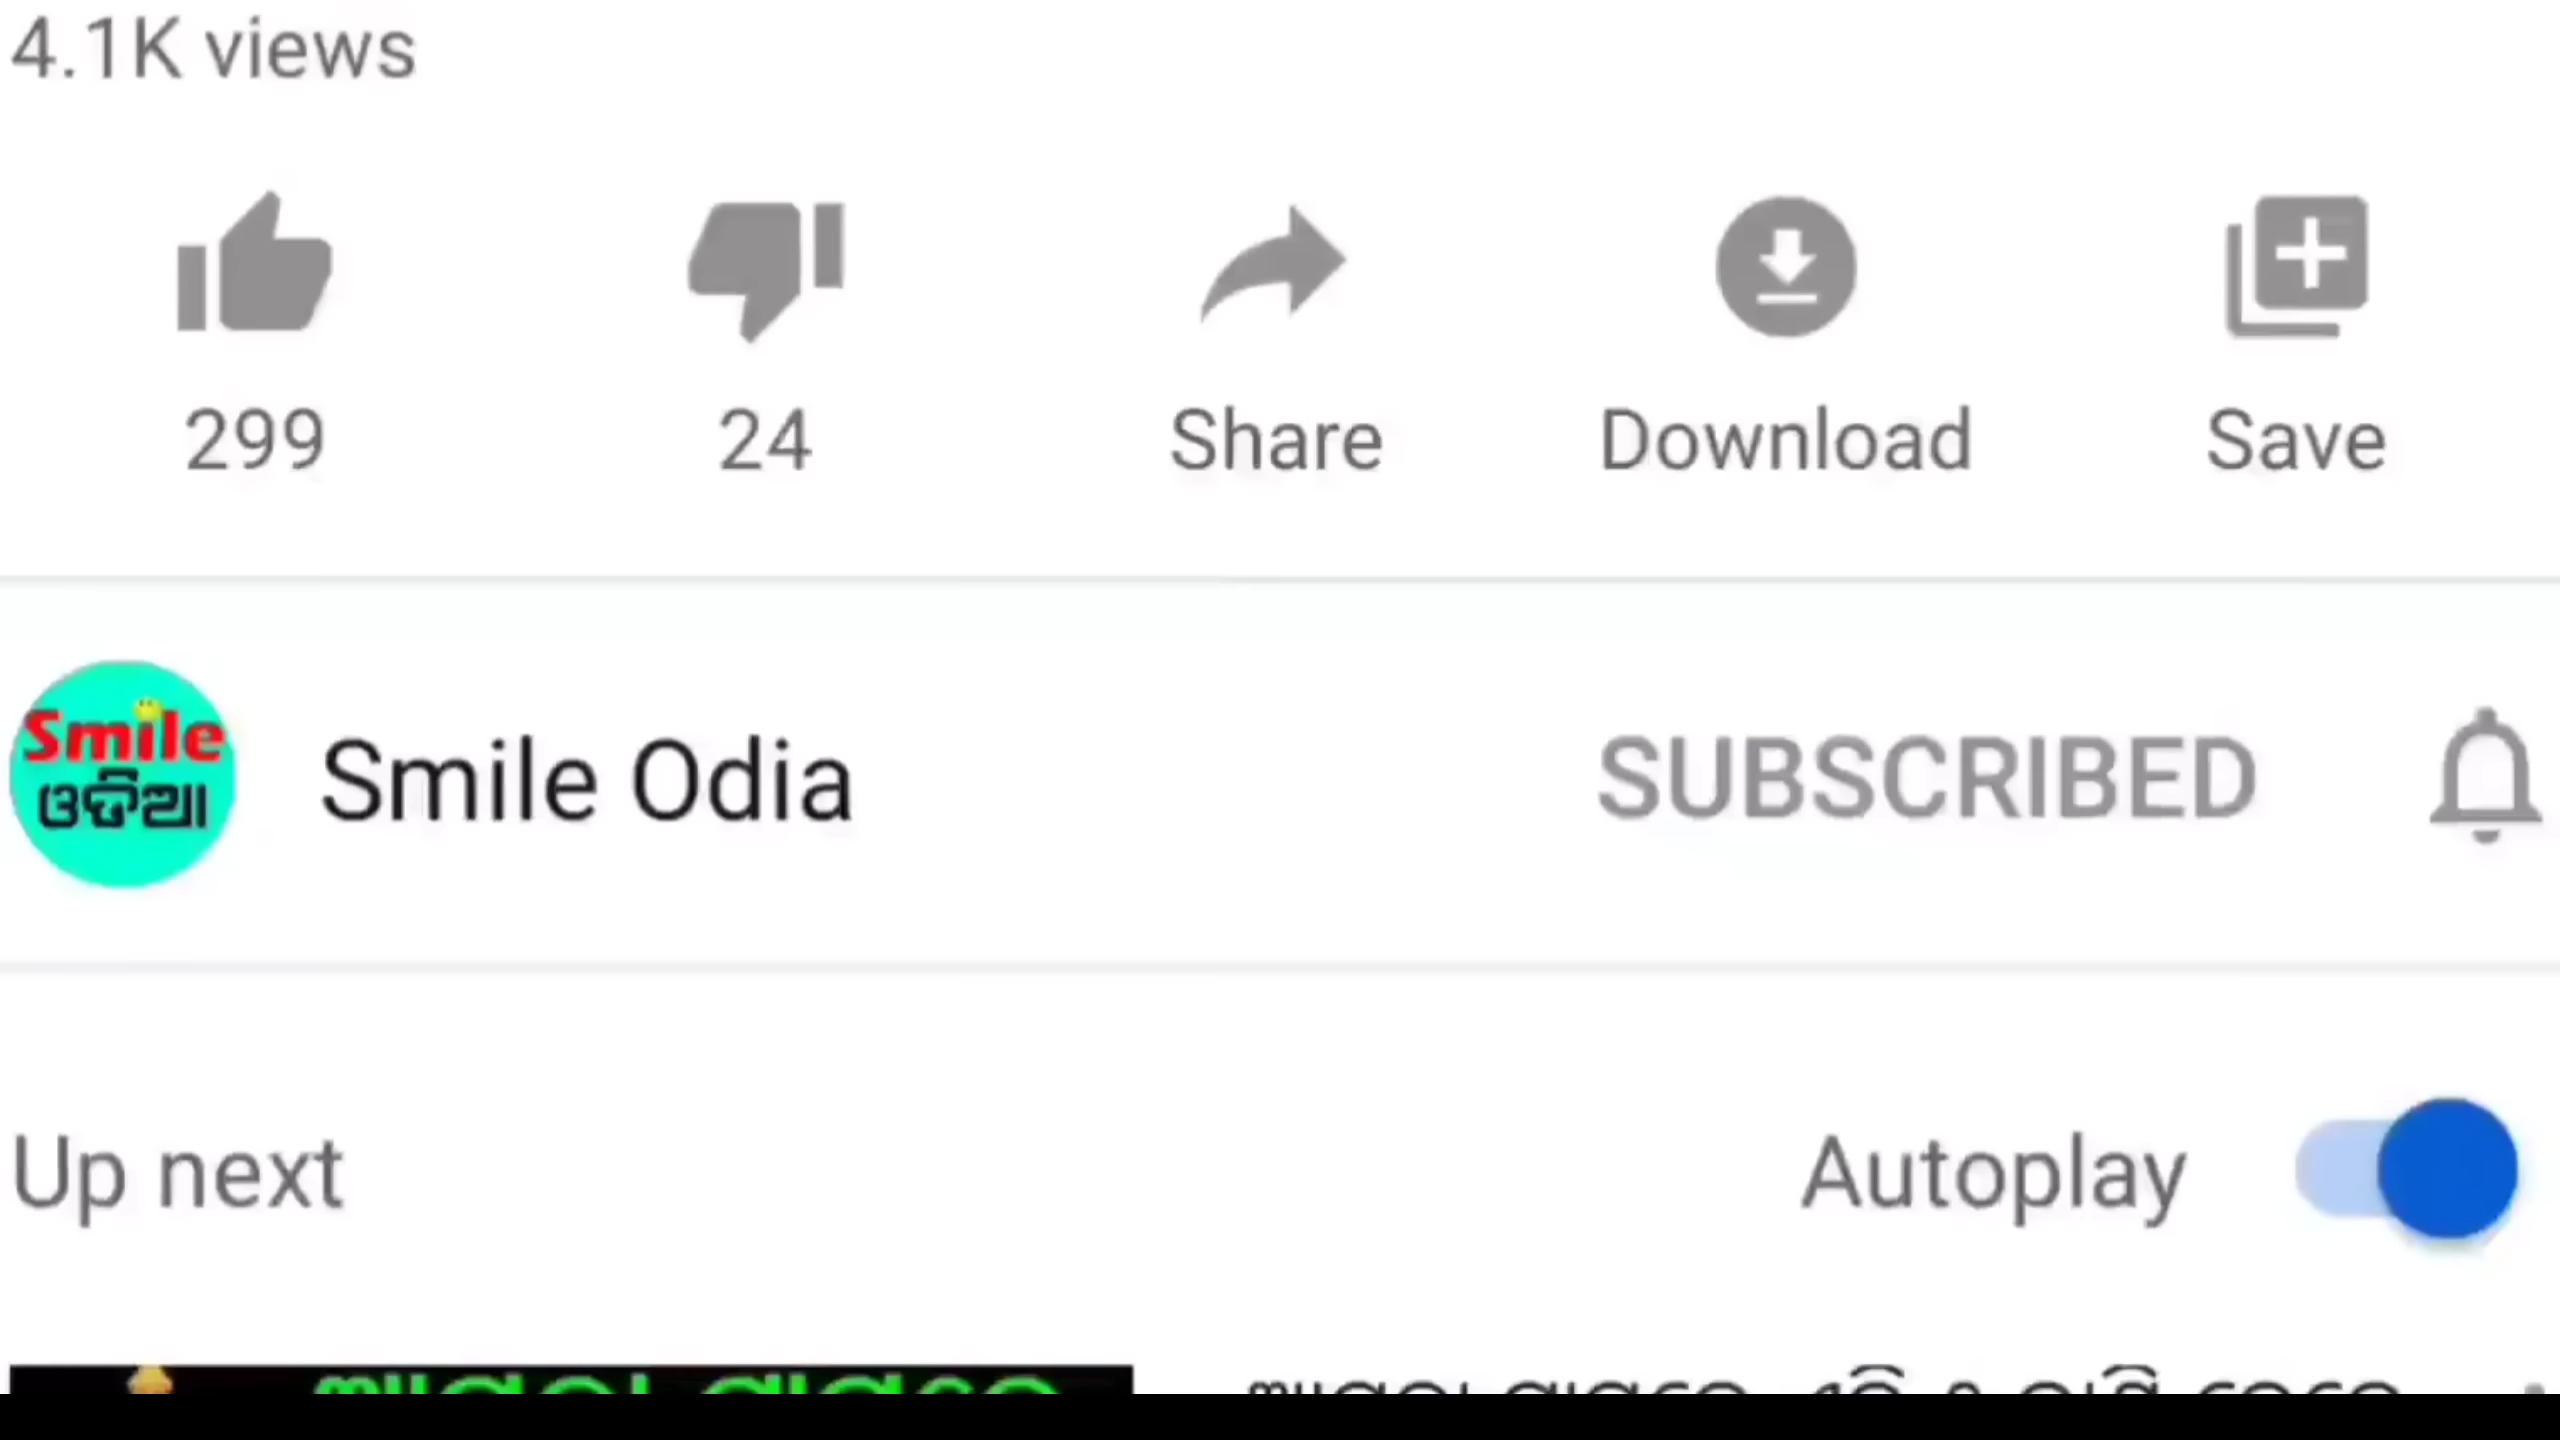 4.1K views
299 24 Share Download Save
Smile
ଓଡିଆ
Smile Odia SUBSCRIBED
Up next Autoplay